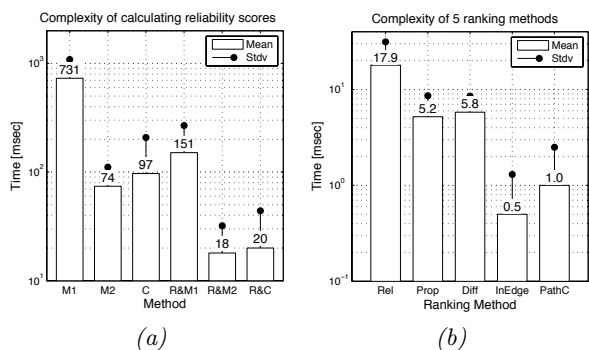 Complexity of calculating reliability scores
Time [msec]
10³
10²
10¹
731
74
97
151
18
20
Mean
Stdv
M1 M2 C R&M1 R&M2 R&C
Method
(a)
Complexity of 5 ranking methods
Time [msec]
10¹
10⁰
10⁻¹
17.9
5.2
5.8
0.5
1.0
Mean
Stdv
Rel Prop Diff InEdge PathC
Ranking Method
(b)